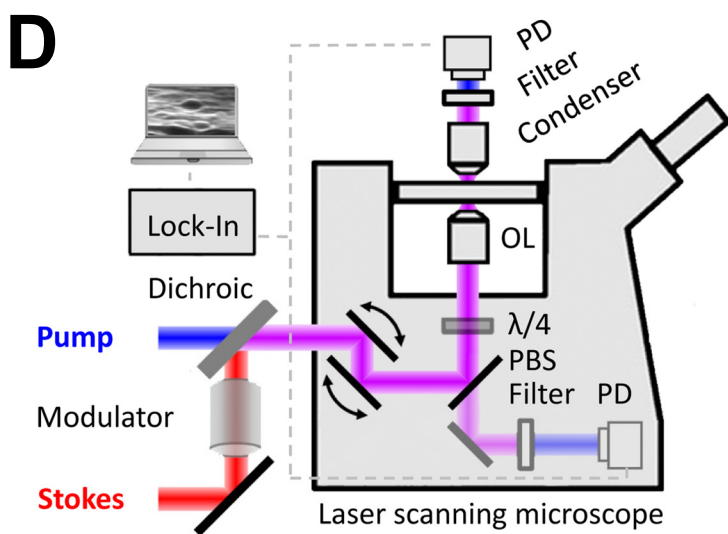 D
PD
Filter
Condenser
Lock-In
OL
Dichroic
Pump
λ/4
PBS
Filter PD
Modulator
Stokes
Laser scanning microscope